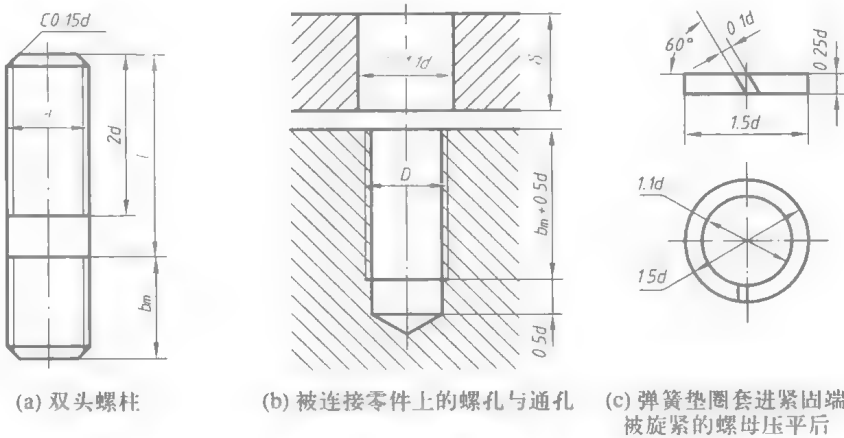 C0 15d
2d
l
bm
(a) 双头螺柱
1d
D
bm + 0 5d
0 5d
(b) 被连接零件上的螺孔与通孔
60°
0 1d
0 25d
1.5d
1.1d
1.5d
(c) 弹簧垫圈套进紧固端
被旋紧的螺母压平后